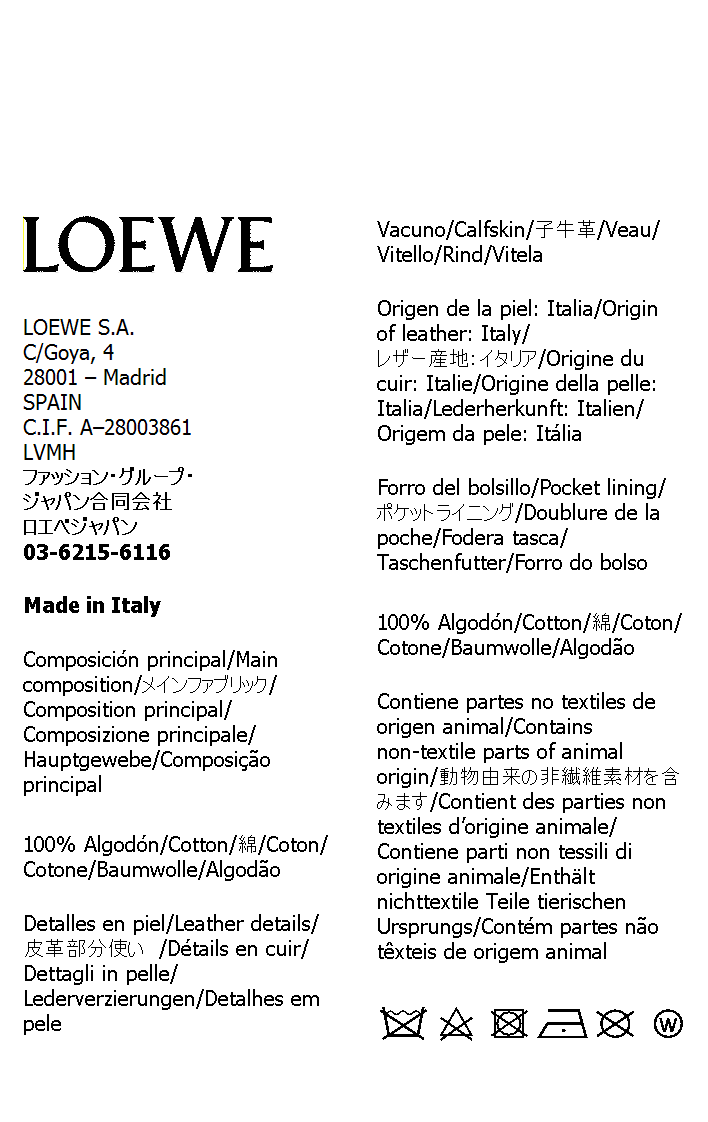 LOEWE
LOEWE S.A.
C/Goya, 4
28001 – Madrid
SPAIN
C.I.F. A–28003861
LVMH
ファッション・グループ・
ジャパン合同会社
ロエベジャパン
03-6215-6116
Made in Italy
Composición principal/Main
composition/メインファブリック/
Composition principal/
Composizione principale/
Hauptgewebe/Composição
principal
100% Algodón/Cotton/綿/Coton/
Cotone/Baumwolle/Algodão
Detalles en piel/Leather details/
皮革部分使い /Détails en cuir/
Dettagli in pelle/
Lederverzierungen/Detalhes em
pele
Vacuno/Calfskin/子牛革/Veau/
Vitello/Rind/Vitela
Origen de la piel: Italia/Origin
of leather: Italy/
レザー産地：イタリア/Origine du
cuir: Italie/Origine della pelle:
Italia/Lederherkunft: Italien/
Origem da pele: Itália
Forro del bolsillo/Pocket lining/
ポケットライニング/Doublure de la
poche/Fodera tasca/
Taschenfutter/Forro do bolso
100% Algodón/Cotton/綿/Coton/
Cotone/Baumwolle/Algodão
Contiene partes no textiles de
origen animal/Contains
non-textile parts of animal
origin/動物由来の非繊維素材を含
みます/Contient des parties non
textiles d’origine animale/
Contiene parti non tessili di
origine animale/Enthält
nichttextile Teile tierischen
Ursprungs/Contém partes não
têxteis de origem animal
W